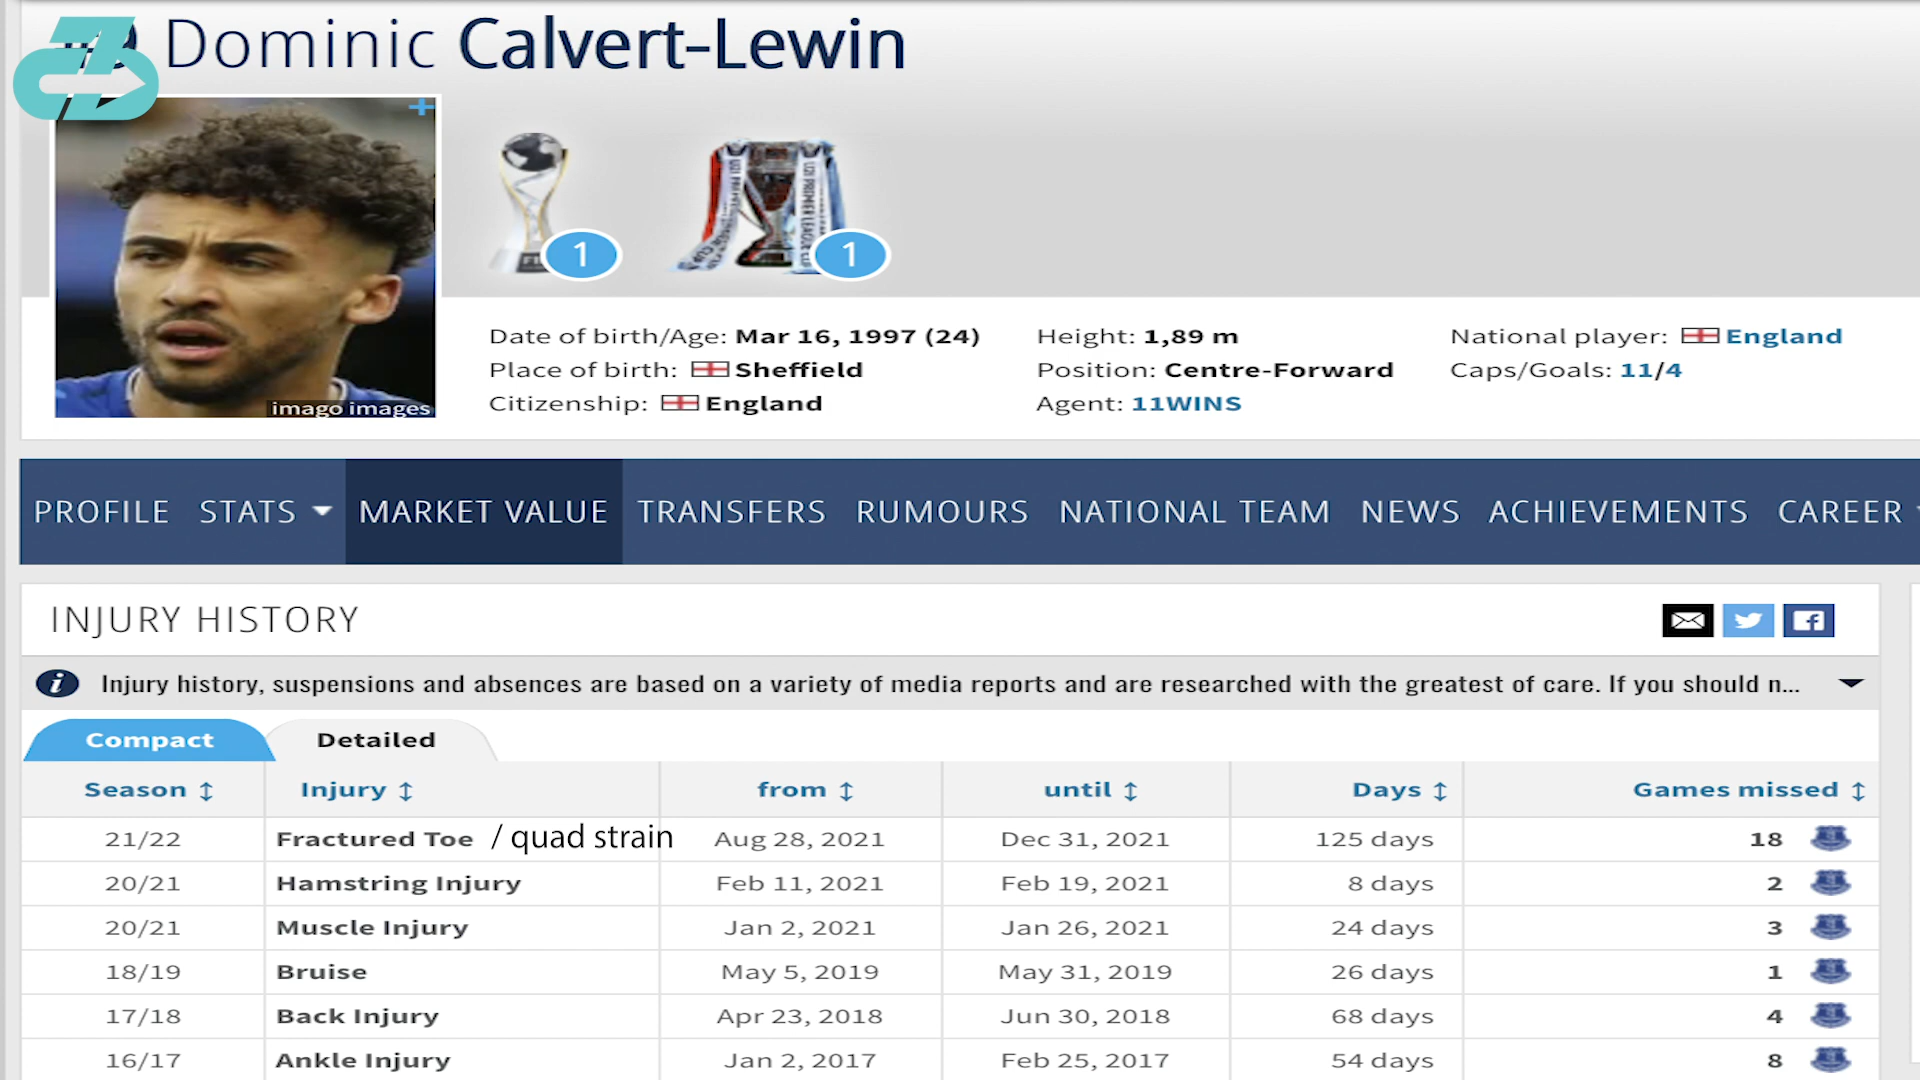 Dominic Calvert-Lewin
1
1
imago images
Date of birth/Age: Mar 16, 1997 (24)
Place of birth: Sheffield
Citizenship: England
Height: 1,89 m
Position: Centre-Forward
Agent: 11WINS
National player: England
Caps/Goals: 11/4
PROFILE STATS MARKET VALUE TRANSFERS RUMOURS NATIONAL TEAM NEWS ACHIEVEMENTS CAREER
INJURY HISTORY
Injury history, suspensions and absences are based on a variety of media reports and are researched with the greatest of care. If you should n...
Compact Detailed
Season Injury from until Days Games missed
21/22 Fractured Toe / quad strain Aug 28, 2021 Dec 31, 2021 125 days 18
20/21 Hamstring Injury Feb 11, 2021 Feb 19, 2021 8 days 2
20/21 Muscle Injury Jan 2, 2021 Jan 26, 2021 24 days 3
18/19 Bruise May 5, 2019 May 31, 2019 26 days 1
17/18 Back Injury Apr 23, 2018 Jun 30, 2018 68 days 4
16/17 Ankle Injury Jan 2, 2017 Feb 25, 2017 54 days 8